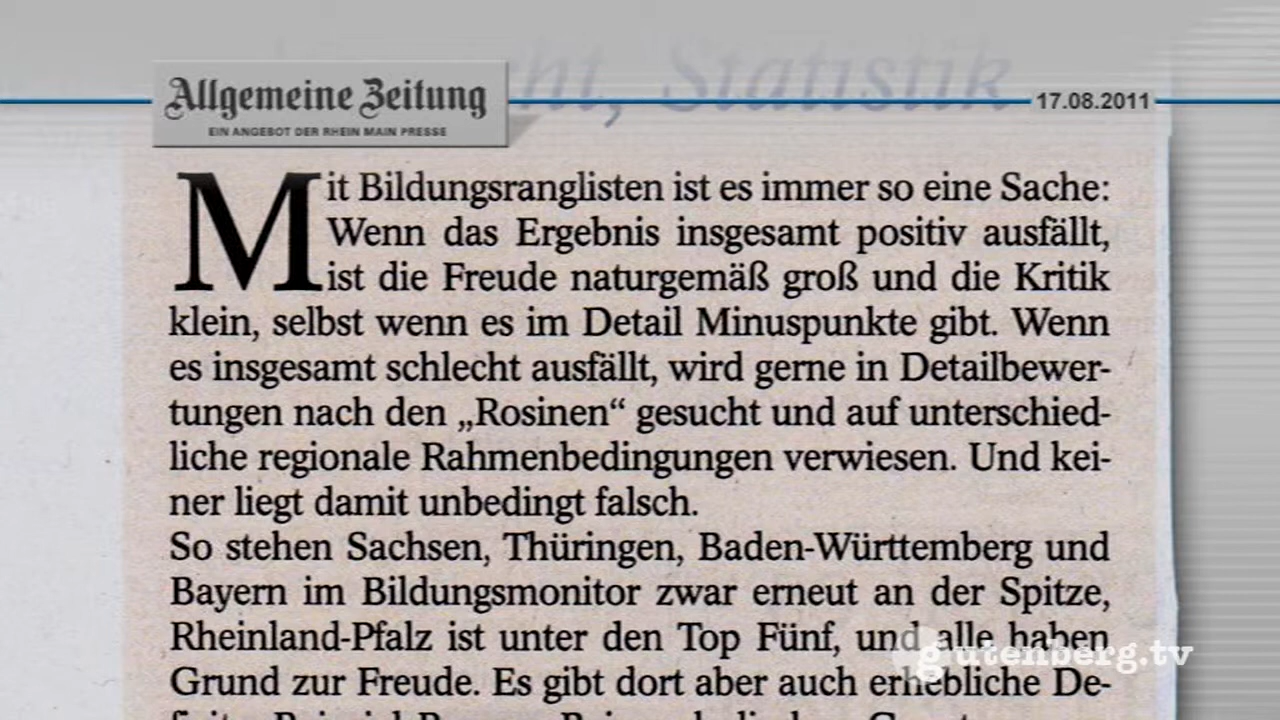 ht, Statistik
Allgemeine Zeitung
EIN ANGEBOT DER RHEIN MAIN PRESSE
17.08.2011
Mit Bildungsranglisten ist es immer so eine Sache:
Wenn das Ergebnis insgesamt positiv ausfällt,
ist die Freude naturgemäß groß und die Kritik
klein, selbst wenn es im Detail Minuspunkte gibt. Wenn
es insgesamt schlecht ausfällt, wird gerne in Detailbewer-
tungen nach den „Rosinen“ gesucht und auf unterschied-
liche regionale Rahmenbedingungen verwiesen. Und kei-
ner liegt damit unbedingt falsch.
So stehen Sachsen, Thüringen, Baden-Württemberg und
Bayern im Bildungsmonitor zwar erneut an der Spitze,
Rheinland-Pfalz ist unter den Top Fünf, und alle haben
gutenberg.tv
Grund zur Freude. Es gibt dort aber auch erhebliche De-